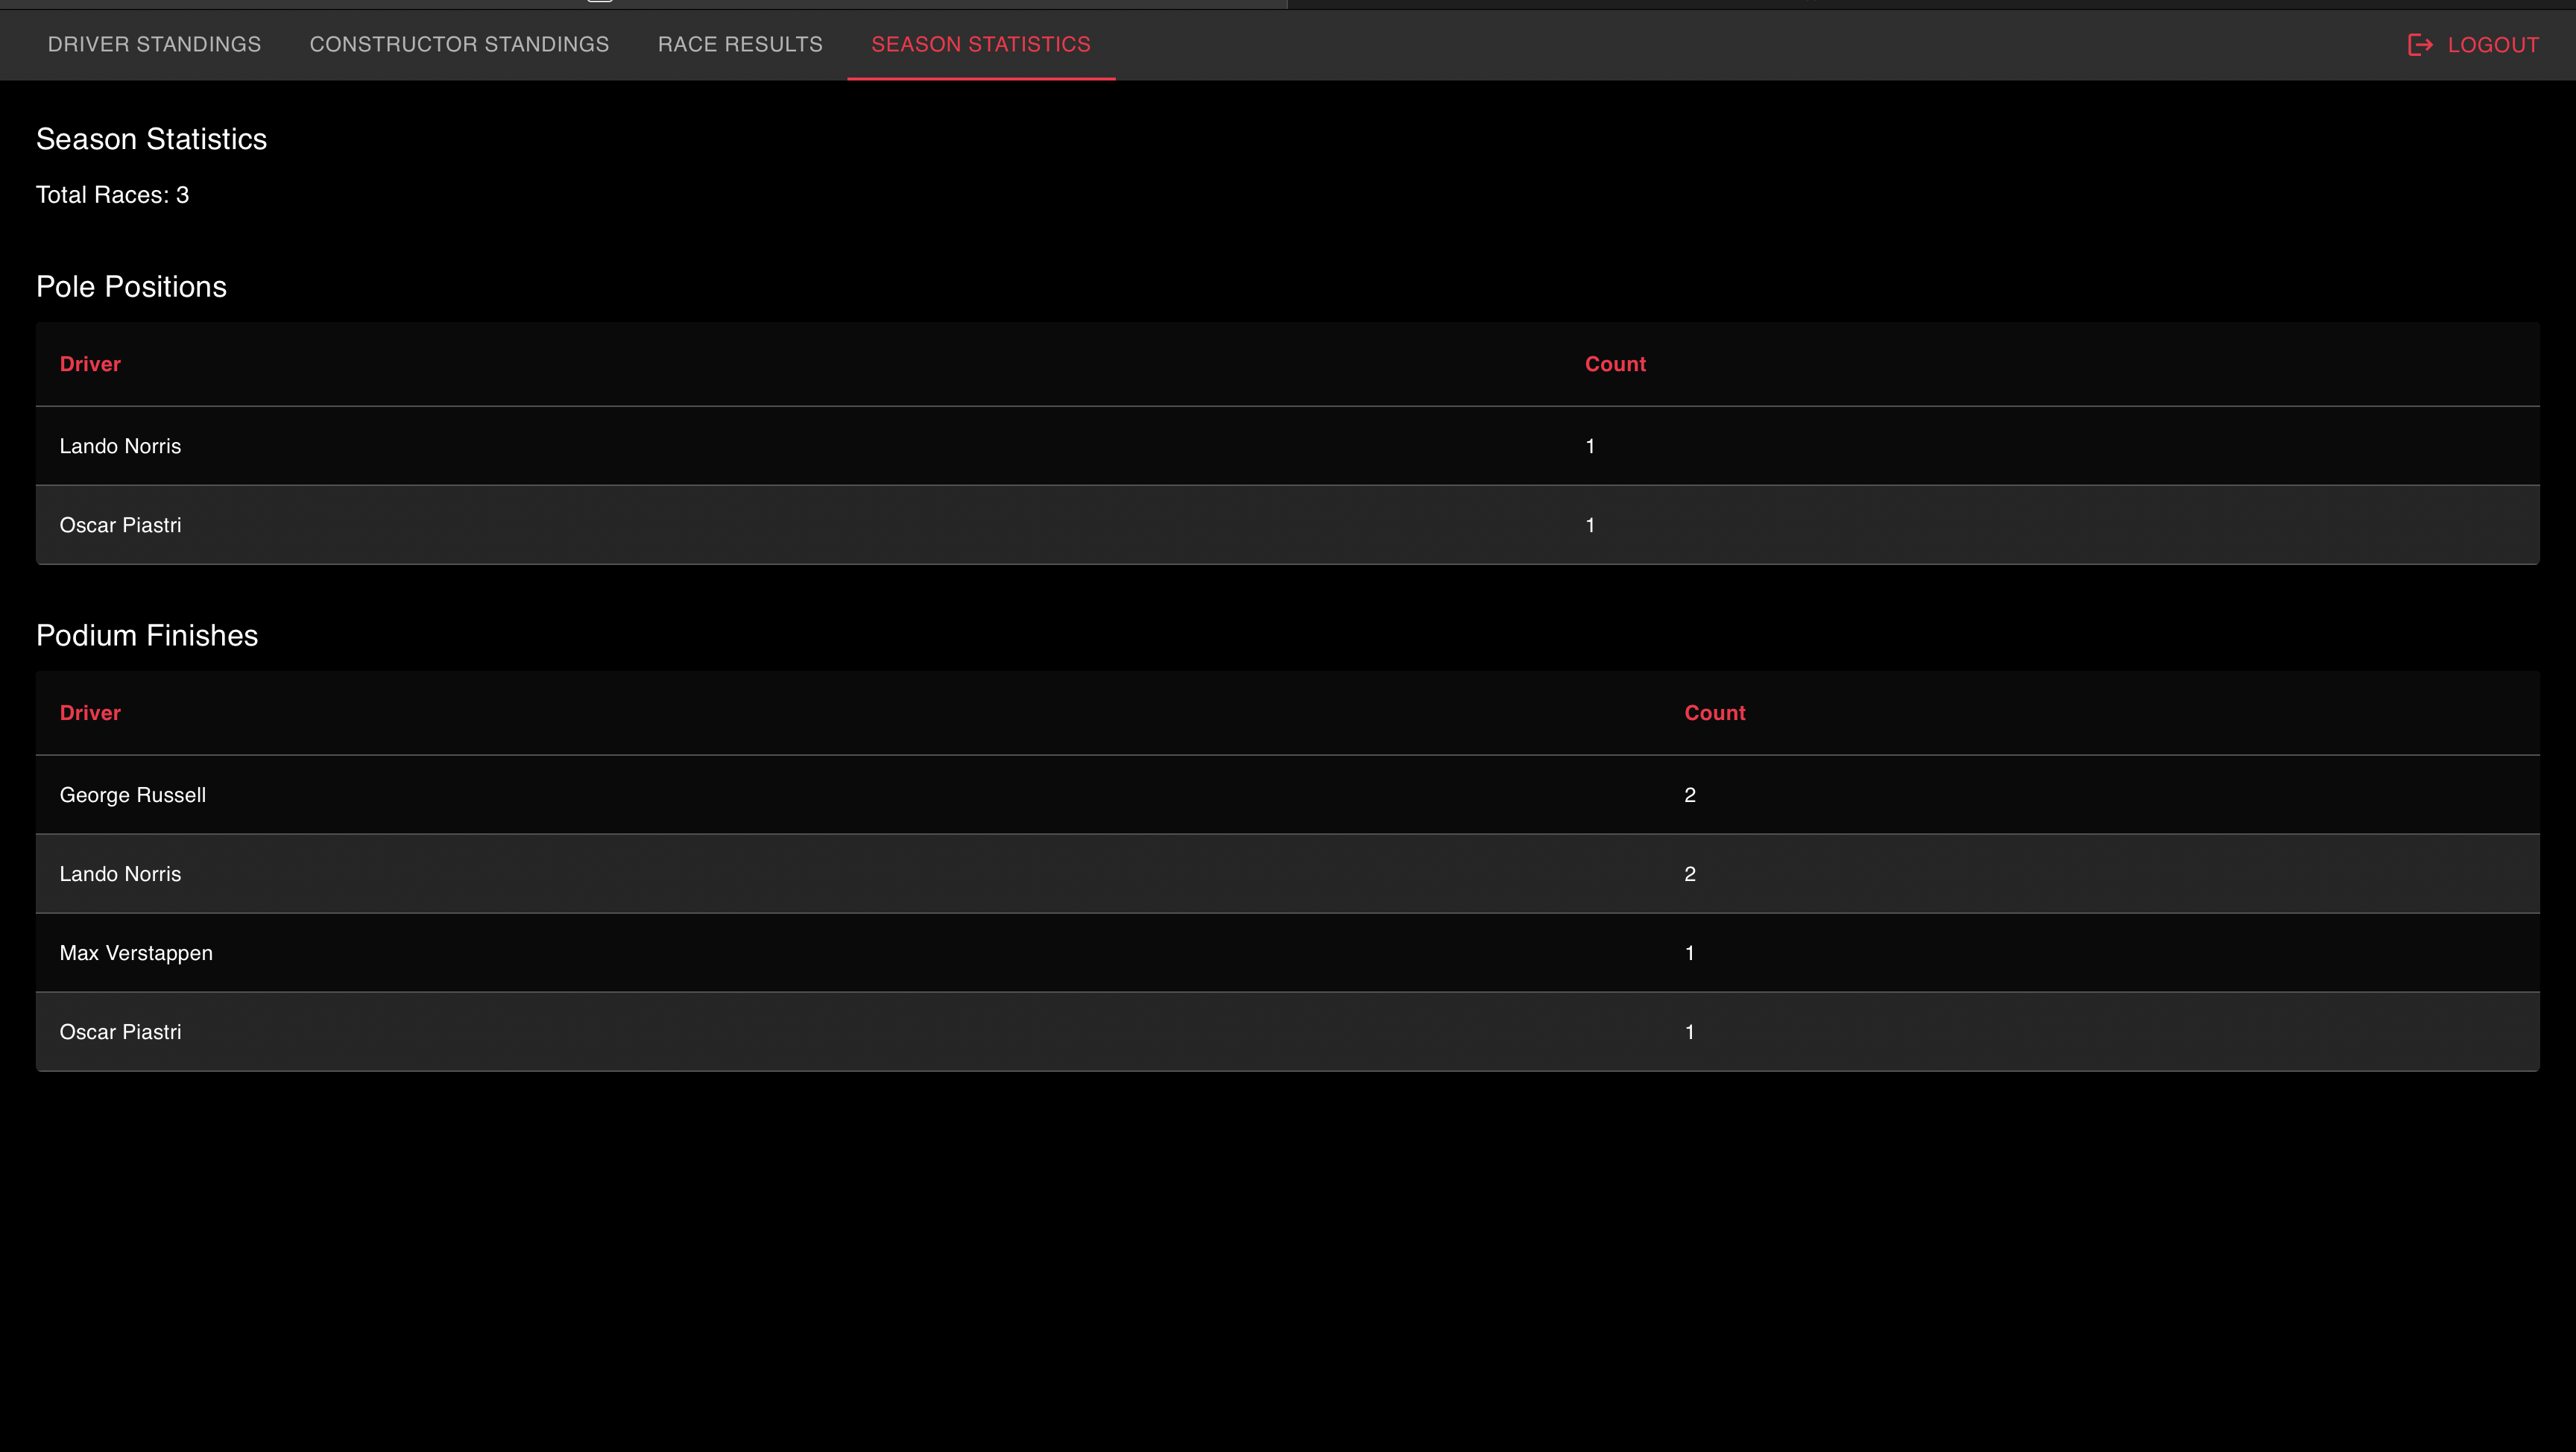 DRIVER STANDINGS CONSTRUCTOR STANDINGS RACE RESULTS SEASON STATISTICS LOGOUT
Season Statistics
Total Races: 3
Pole Positions
Driver Count
Lando Norris 1
Oscar Piastri 1
Podium Finishes
Driver Count
George Russell 2
Lando Norris 2
Max Verstappen 1
Oscar Piastri 1